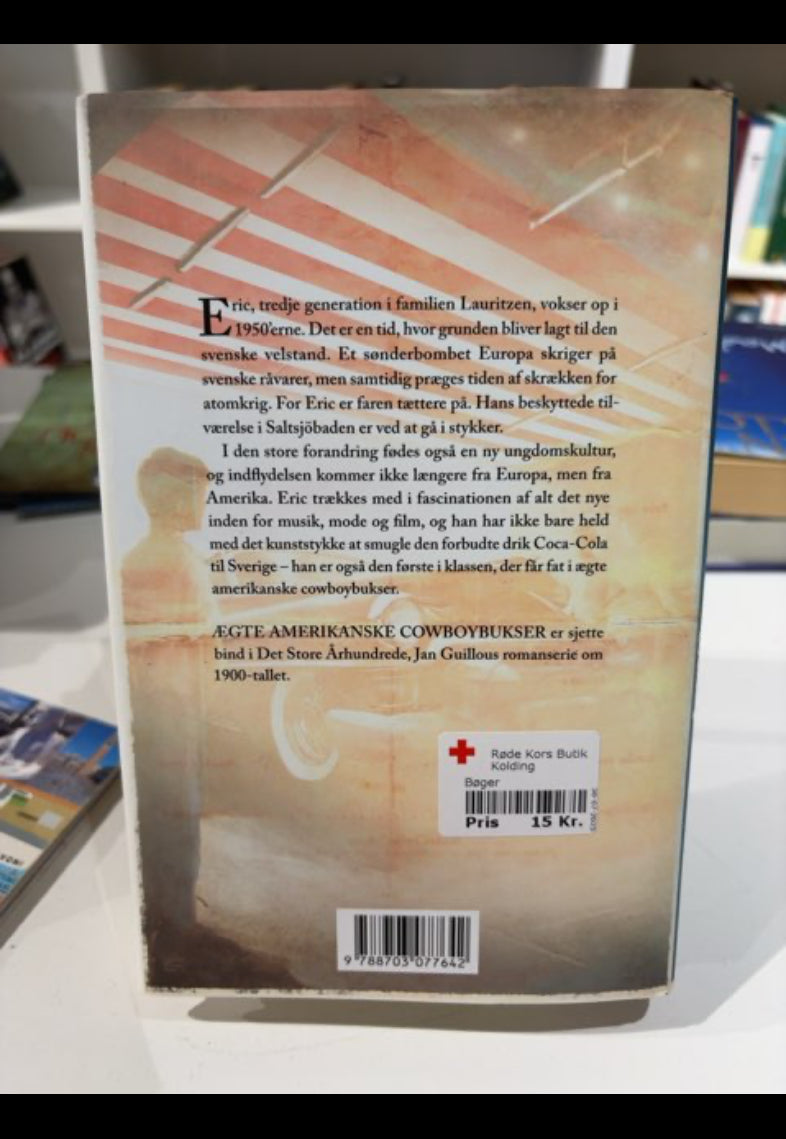 Eric, tredje generation i familien Lauritzen, vokser op i
1950'erne. Det er en tid, hvor grunden bliver lagt til den
svenske velstand. Et sønderbombet Europa skriger på
svenske råvarer, men samtidig præges tiden af skrækken for
atomkrig. For Eric er faren tættere på. Hans beskyttede til-
værelse i Saltsjöbaden er ved at gå i stykker.
I den store forandring fødes også en ny ungdomskultur,
og indflydelsen kommer ikke længere fra Europa, men fra
Amerika. Eric trækkes med i fascinationen af alt det nye
inden for musik, mode og film, og han har ikke bare held
med det kunststykke at smugle den forbudte drik Coca-Cola
til Sverige – han er også den første i klassen, der får fat i ægte
amerikanske cowboybukser.
ÆGTE AMERIKANSKE COWBOYBUKSER er sjette
bind i Det Store Århundrede, Jan Guillous romanserie om
1900-tallet.
Røde Kors Butik
Kolding
Bøger
Pris 15 Kr.
9 788703 077642